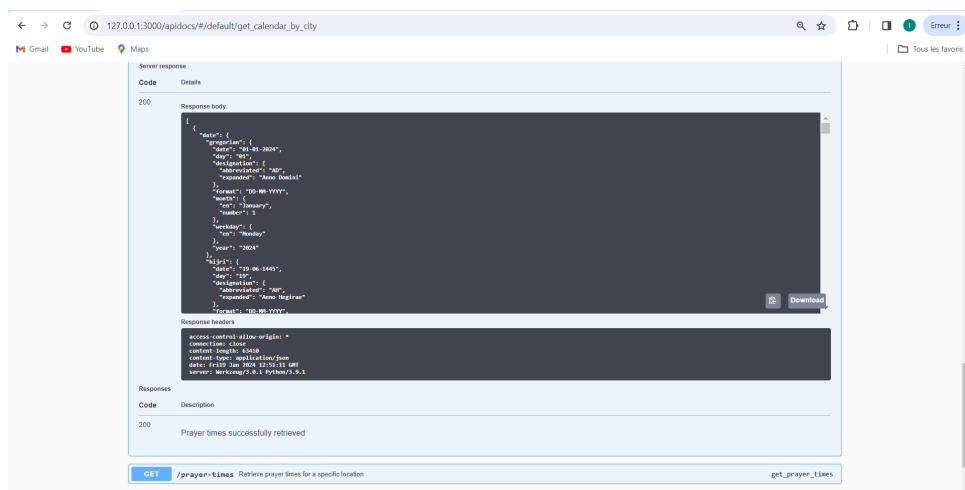 127.0.0.1:3000/apidocs/#/default/get_calendar_by_city
I
Erreur
Gmail YouTube Maps
Tous les favoris
Server response
Code Details
200
Response body
[
{
"date": {
"gregorian": {
"date": "01-01-2024",
"day": "01",
"designation": {
"abbreviated": "AD",
"expanded": "Anno Domini"
},
"format": "DD-MM-YYYY",
"month": {
"en": "January",
"number": 1
},
"weekday": {
"en": "Monday"
},
"year": "2024"
},
"hijri": {
"date": "19-06-1445",
"day": "19",
"designation": {
"abbreviated": "AH",
"expanded": "Anno Hegirae"
},
"format": "DD-MM-YYYY",
Download
Response headers
access-control-allow-origin: *
connection: close
content-length: 63410
content-type: application/json
date: Fri19 Jan 2024 12:51:11 GMT
server: Werkzeug/3.0.1 Python/3.9.1
Responses
Code Description
200
Prayer times successfully retrieved
GET /prayer-times Retrieve prayer times for a specific location get_prayer_times